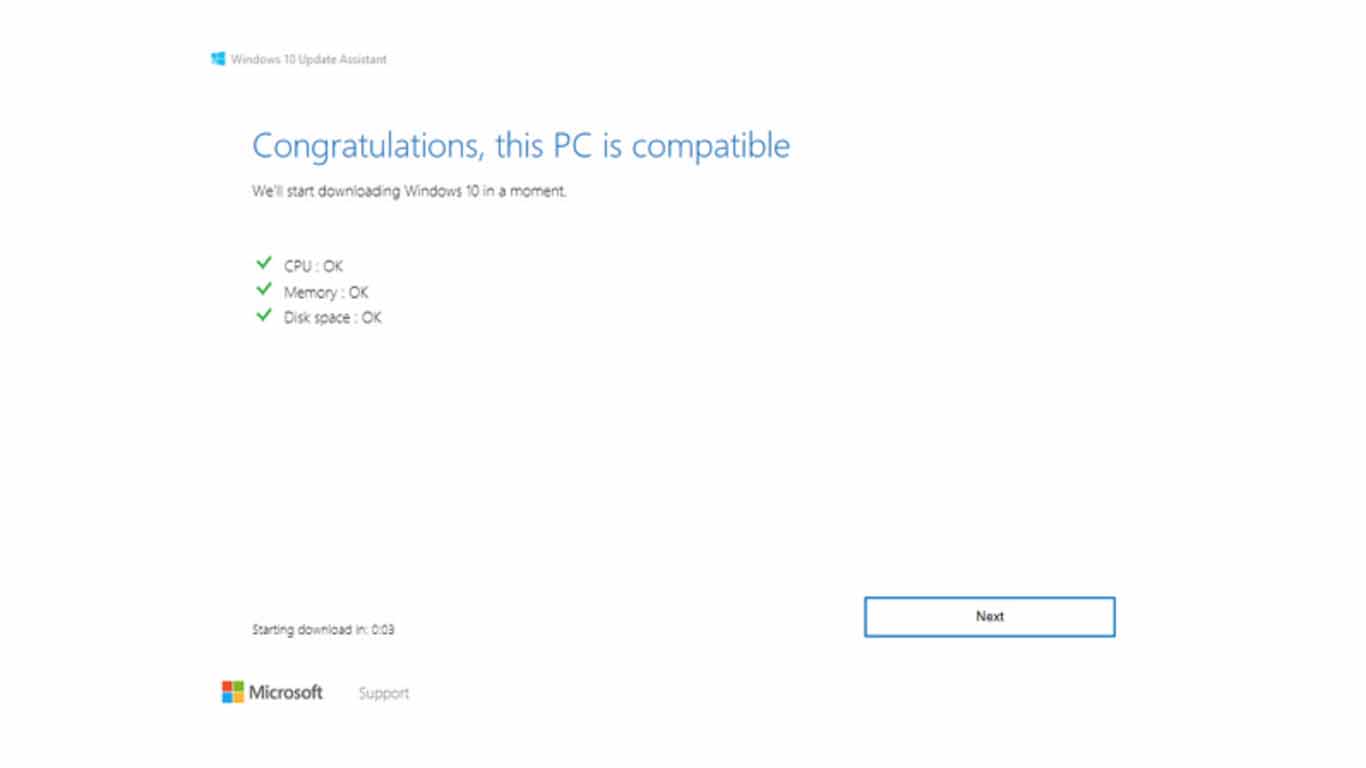 Windows 10 Update Assistant
Congratulations, this PC is compatible
We'll start downloading Windows 10 in a moment.
CPU : OK
Memory : OK
Disk space : OK
Next
Starting download in: 0:03
Microsoft Support